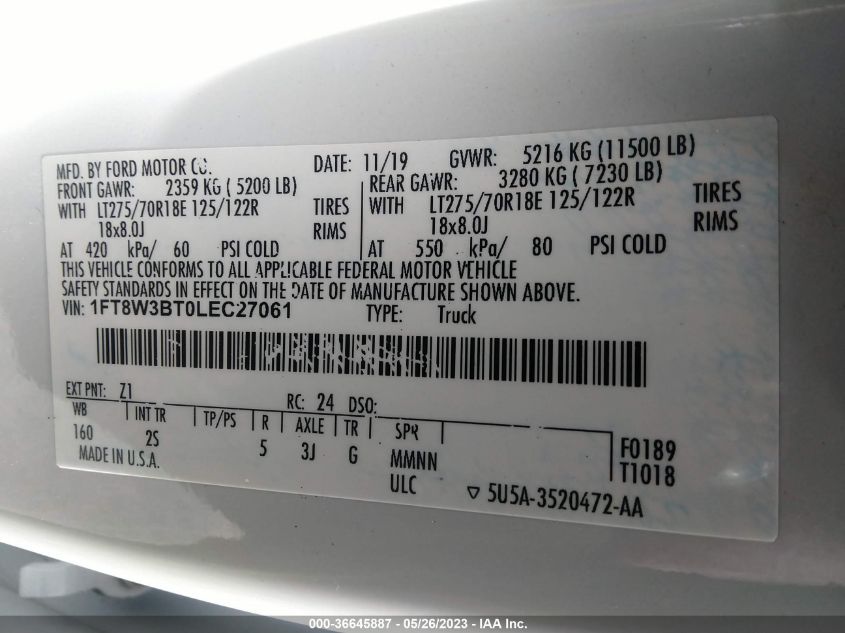 MFD. BY FORD MOTOR CO. DATE: 11/19 GVWR: 5216 KG (11500 LB)
FRONT GAWR: 2359 KG ( 5200 LB) REAR GAWR: 3280 KG ( 7230 LB)
WITH LT275/70R18E 125/122R TIRES WITH LT275/70R18E 125/122R TIRES
18x8.0J RIMS 18x8.0J RIMS
AT 420 kPa/ 60 PSI COLD AT 550 kPa/ 80 PSI COLD
THIS VEHICLE CONFORMS TO ALL APPLICABLE FEDERAL MOTOR VEHICLE
SAFETY STANDARDS IN EFFECT ON THE DATE OF MANUFACTURE SHOWN ABOVE.
VIN: 1FT8W3BT0LEC27061 TYPE: Truck
EXT PNT: Z1 RC: 24 DSO:
WB INT TR TP/PS R AXLE TR SPR
160 2S 5 3J G MMNN F0189
MADE IN U.S.A. ULC T1018
5U5A-3520472-AA
000-36645887 - 05/26/2023 - IAA Inc.